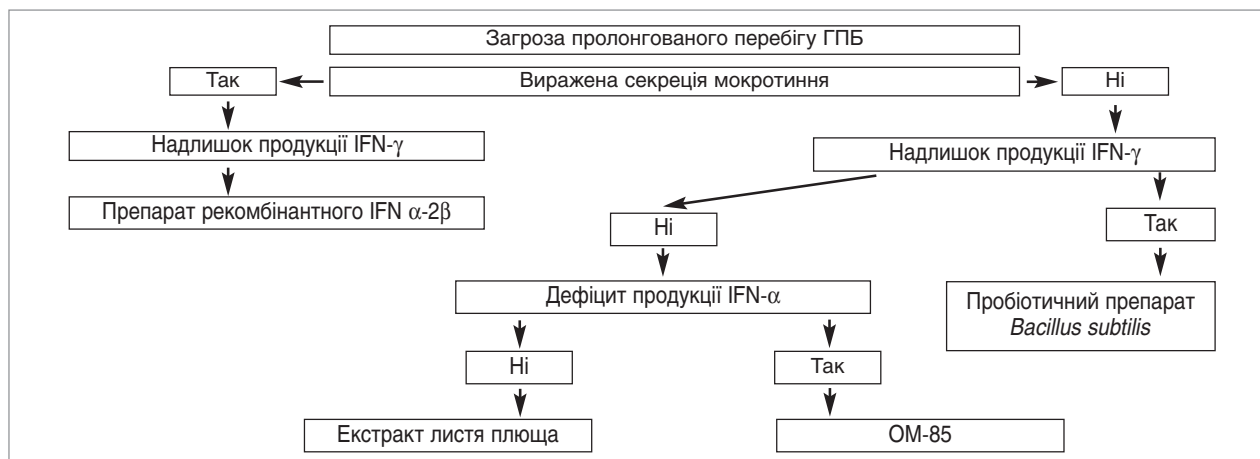 Загроза пролонгованого перебігу ГПБ
Так
Виражена секреція мокротиння
Ні
Надлишок продукції IFN-γ
Надлишок продукції IFN-γ
Препарат рекомбінантного IFN α-2β
Ні
Так
Дефіцит продукції IFN-α
Пробіотичний препарат
Bacillus subtilis
Ні
Так
Екстракт листя плюща
ОМ-85